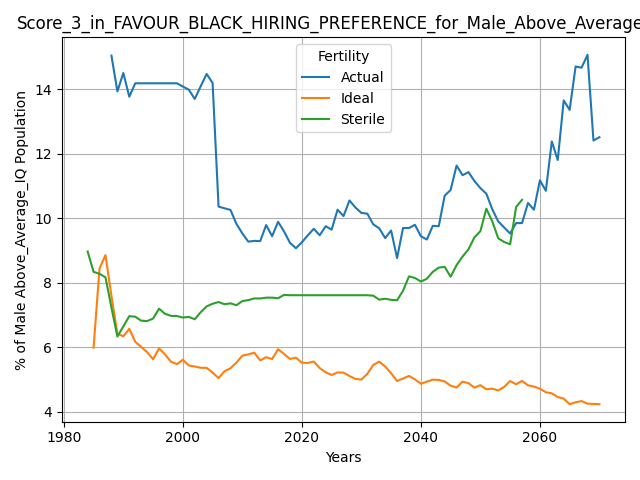 Score_3_in_FAVOUR_BLACK_HIRING_PREFERENCE_for_Male_Above_Average
Fertility
Actual
Ideal
Sterile
% of Male Above_Average_IQ Population
14
12
10
8
6
4
1980 2000 2020 2040 2060
Years